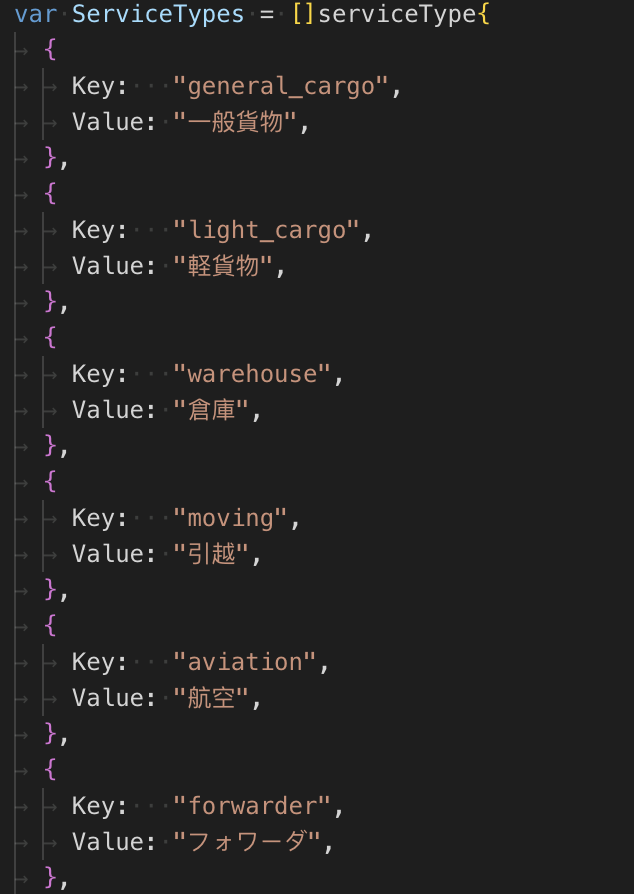 var ServiceTypes = []serviceType{
{
Key: "general_cargo",
Value: "一般貨物",
},
{
Key: "light_cargo",
Value: "軽貨物",
},
{
Key: "warehouse",
Value: "倉庫",
},
{
Key: "moving",
Value: "引越",
},
{
Key: "aviation",
Value: "航空",
},
{
Key: "forwarder",
Value: "フォワーダ",
},